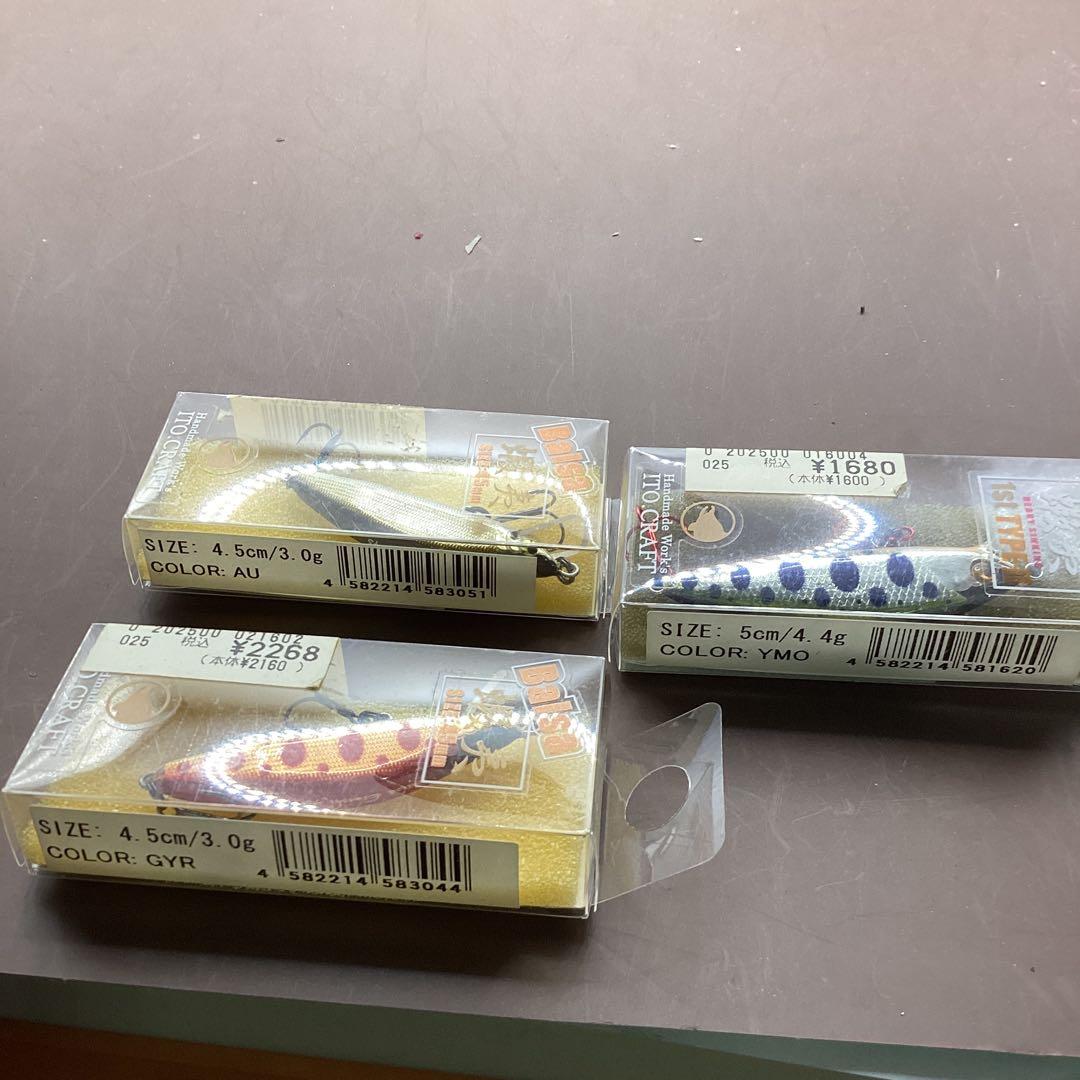 Handmade Work's
ITO.CRAFT
Balsa
SIZE: 4.5cm/3.0g
COLOR: AU
4 582214 583051
0 202500 016004
025 税込 ¥1680
(本体¥1600)
Handmade Work's
ITO.CRAFT
HEAVY SINKING
1ST TYPE
SIZE: 5cm/4.4g
COLOR: YMO
4 582214 581620
0 202500 021602
025 税込 ¥2268
(本体¥2160)
Balsa
SIZE: 4.5cm/3.0g
COLOR: GYR
4 582214 583044